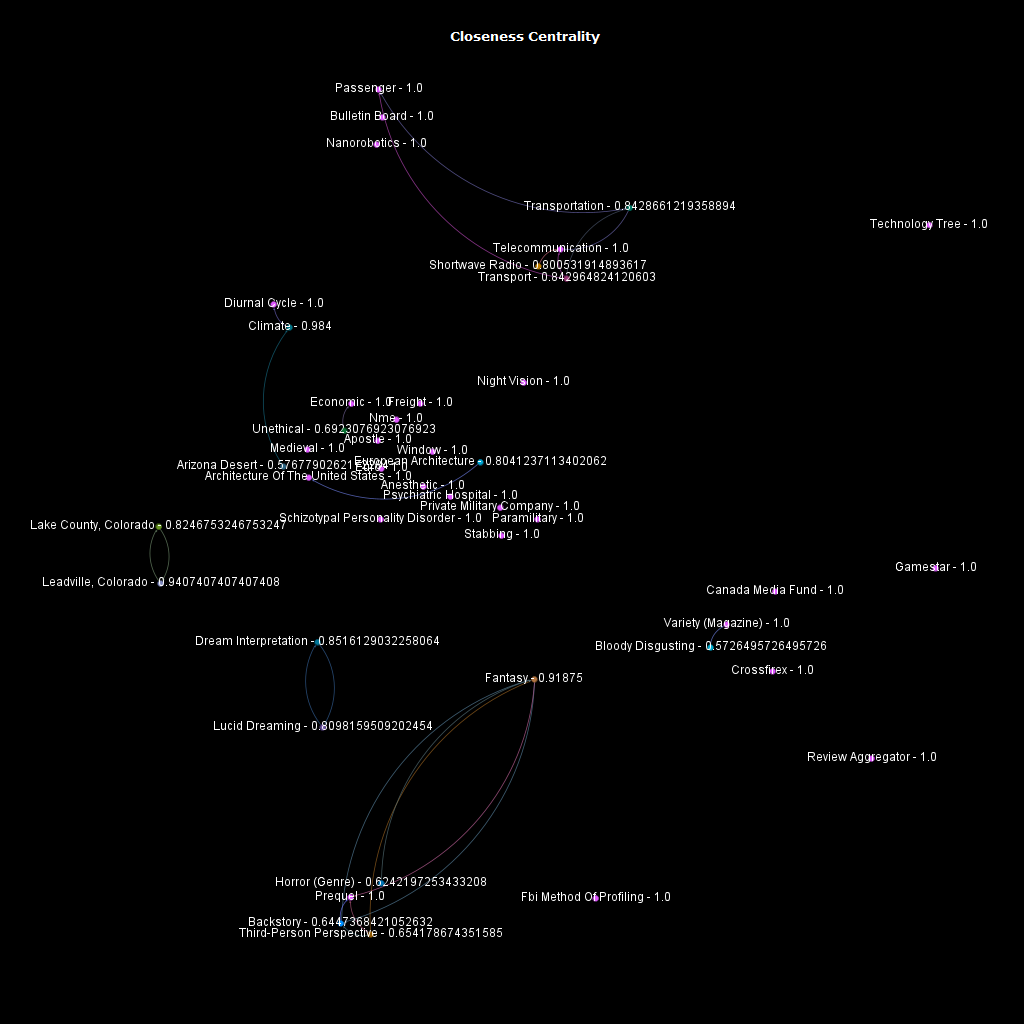 Closeness Centrality
Passenger - 1.0
Bulletin Board - 1.0
Nanorobotics - 1.0
Transportation - 0.8428661219358894
Technology Tree - 1.0
Telecommunication - 1.0
Shortwave Radio - 0.800531914893617
Transport - 0.842964824120603
Diurnal Cycle - 1.0
Climate - 0.984
Night Vision - 1.0
Economic - 1.0
Freight - 1.0
Nme - 1.0
Unethical - 0.6923076923076923
Apostle - 1.0
Medieval - 1.0
Window - 1.0
European Architecture - 0.8041237113402062
Arizona Desert -
1.0
Architecture Of The United States - 1.0
Anesthetic - 1.0
Psychiatric Hospital - 1.0
Private Military Company - 1.0
Schizotypal Personality Disorder - 1.0
Paramilitary - 1.0
Lake County, Colorado - 0.8246753246753247
Stabbing - 1.0
Gamestar - 1.0
Leadville, Colorado - 0.9407407407407408
Canada Media Fund - 1.0
Variety (Magazine) - 1.0
Dream Interpretation - 0.8516129032258064
Bloody Disgusting - 0.5726495726495726
Crossfirex - 1.0
Fantasy - 0.91875
Lucid Dreaming - 0.8098159509202454
Review Aggregator - 1.0
Horror (Genre) - 0.6242197253433208
Prequel - 1.0
Fbi Method Of Profiling - 1.0
Backstory - 0.6447368421052632
Third-Person Perspective - 0.654178674351585